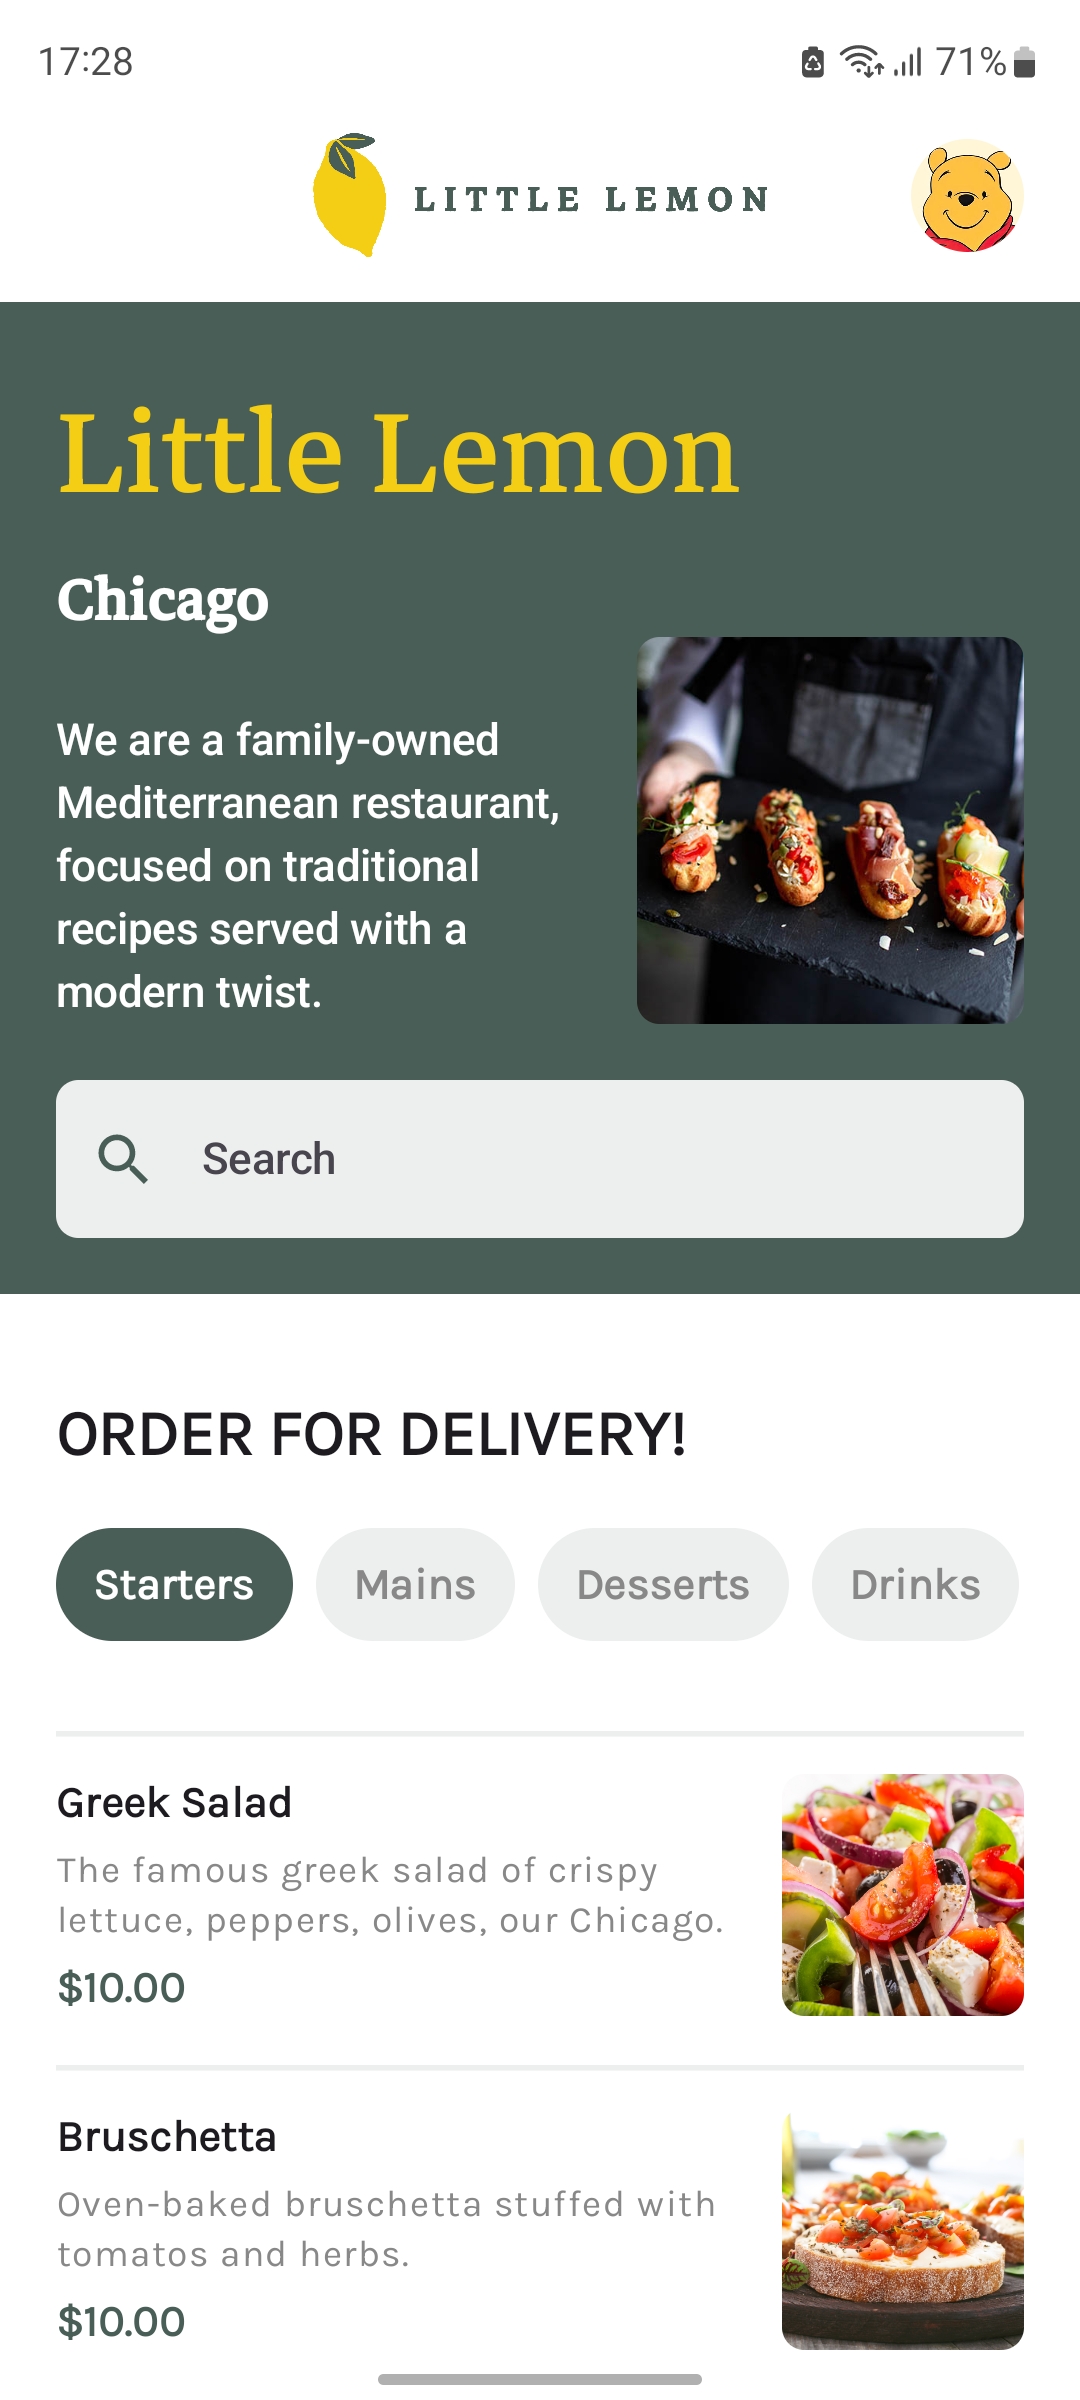 17:28
71%
LITTLE LEMON
Little Lemon
Chicago
We are a family-owned
Mediterranean restaurant,
focused on traditional
recipes served with a
modern twist.
Search
ORDER FOR DELIVERY!
Starters Mains Desserts Drinks
Greek Salad
The famous greek salad of crispy
lettuce, peppers, olives, our Chicago.
$10.00
Bruschetta
Oven-baked bruschetta stuffed with
tomatos and herbs.
$10.00